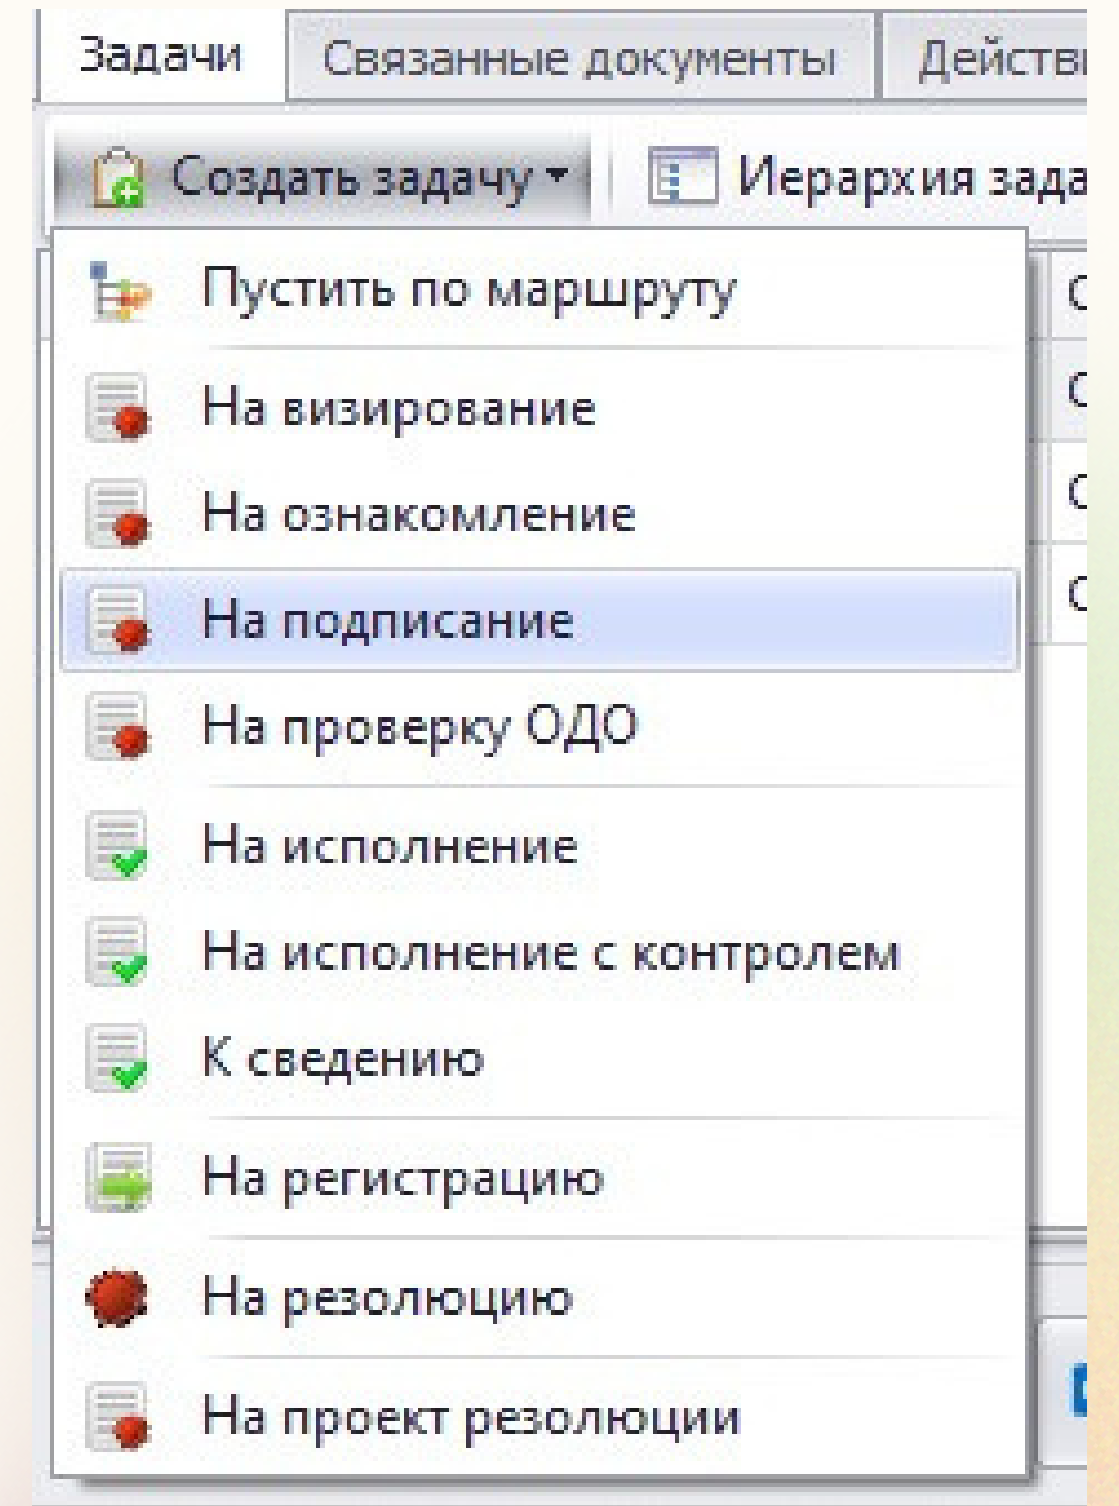 Задачи Связанные документы
Создать задачу Иерархия
Пустить по маршруту
На визирование
На ознакомление
На подписание
На проверку ОДО
На исполнение
На исполнение с контролем
К сведению
На регистрацию
На резолюцию
На проект резолюции